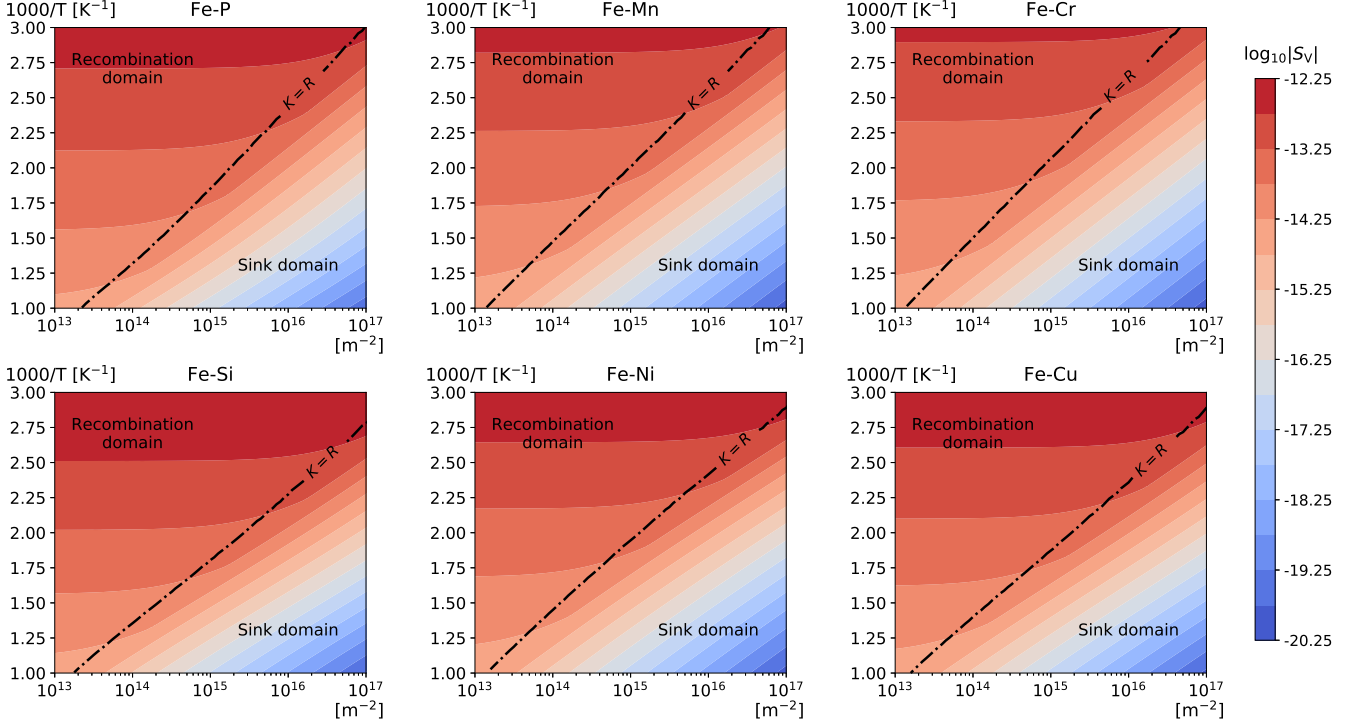 1000/T [K⁻¹] Fe-P
3.00
2.75
2.50
2.25
2.00
1.75
1.50
1.25
1.00
Recombination
domain
K = R
Sink domain
10¹³ 10¹⁴ 10¹⁵ 10¹⁶ 10¹⁷
[m⁻²]
1000/T [K⁻¹] Fe-Mn
3.00
2.75
2.50
2.25
2.00
1.75
1.50
1.25
1.00
Recombination
domain
K = R
Sink domain
10¹³ 10¹⁴ 10¹⁵ 10¹⁶ 10¹⁷
[m⁻²]
1000/T [K⁻¹] Fe-Cr
3.00
2.75
2.50
2.25
2.00
1.75
1.50
1.25
1.00
Recombination
domain
K = R
Sink domain
10¹³ 10¹⁴ 10¹⁵ 10¹⁶ 10¹⁷
[m⁻²]
log₁₀|S_V|
-12.25
-13.25
-14.25
-15.25
-16.25
-17.25
-18.25
-19.25
-20.25
1000/T [K⁻¹] Fe-Si
3.00
2.75
2.50
2.25
2.00
1.75
1.50
1.25
1.00
Recombination
domain
K = R
Sink domain
10¹³ 10¹⁴ 10¹⁵ 10¹⁶ 10¹⁷
[m⁻²]
1000/T [K⁻¹] Fe-Ni
3.00
2.75
2.50
2.25
2.00
1.75
1.50
1.25
1.00
Recombination
domain
K = R
Sink domain
10¹³ 10¹⁴ 10¹⁵ 10¹⁶ 10¹⁷
[m⁻²]
1000/T [K⁻¹] Fe-Cu
3.00
2.75
2.50
2.25
2.00
1.75
1.50
1.25
1.00
Recombination
domain
K = R
Sink domain
10¹³ 10¹⁴ 10¹⁵ 10¹⁶ 10¹⁷
[m⁻²]